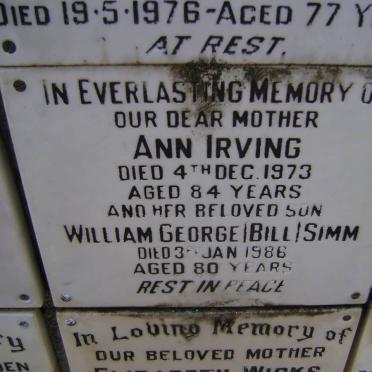 DIED 19·5·1976-AGED 77 Y
AT REST.
IN EVERLASTING MEMORY O
OUR DEAR MOTHER
ANN IRVING
DIED 4TH DEC. 1973
AGED 84 YEARS
AND HER BELOVED SON
WILLIAM GEORGE (BILL) SIMM
DIED 3 JAN 1986
AGED 80 YEARS
REST IN PEACE
In Loving Memory of
OUR BELOVED MOTHER
WICKS